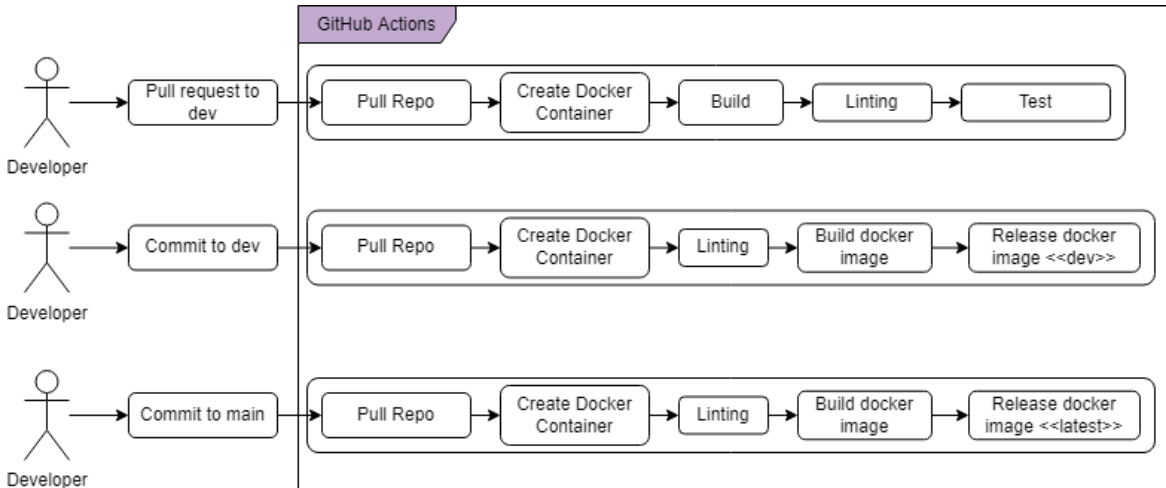 GitHub Actions
Pull request to
dev
Pull Repo
Create Docker
Container
Build
Linting
Test
Developer
Commit to dev
Pull Repo
Create Docker
Container
Linting
Build docker
image
Release docker
image <<dev>>
Developer
Commit to main
Pull Repo
Create Docker
Container
Linting
Build docker
image
Release docker
image <<latest>>
Developer